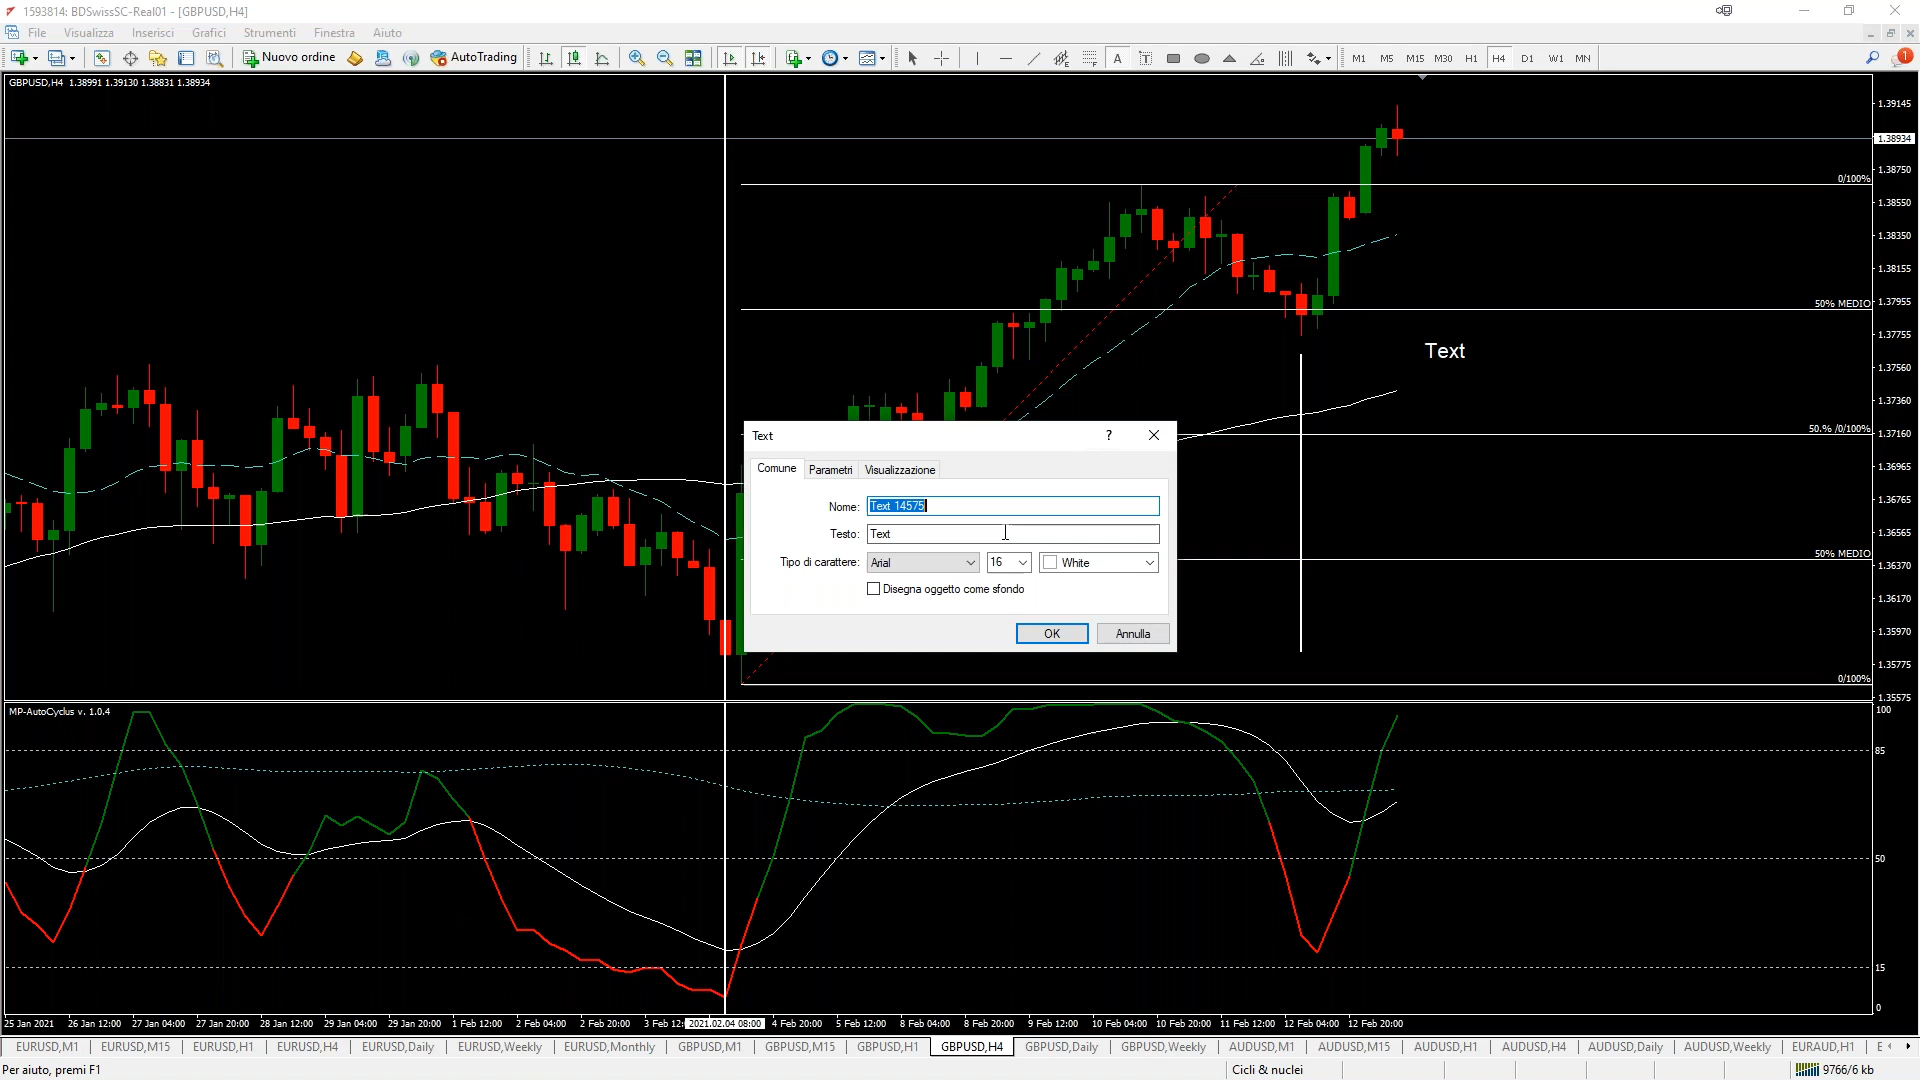 1593814: BDSwissSC-Real01 - [GBPUSD,H4]
File Visualizza Inserisci Grafici Strumenti Finestra Aiuto
Nuovo ordine AutoTrading A T M1 M5 M15 M30 H1 H4 D1 W1 MN 1
GBPUSD,H4 1.38991 1.39130 1.38831 1.38934
1.39145
1.38934
1.38750
0/100%
1.38550
1.38350
1.38155
1.37955
50% MEDIO
1.37755
Text
1.37560
1.37360
50.% /0/100%
1.37160
1.36965
1.36765
1.36565
50% MEDIO
1.36370
1.36170
1.35970
1.35775
0/100%
1.35575
Text ?
Comune Parametri Visualizzazione
Nome: Text 14575
Testo: Text
Tipo di carattere: Arial 16 White
Disegna oggetto come sfondo
OK Annulla
MP-AutoCyclus v. 1.0.4
100
85
50
15
0
25 Jan 2021 26 Jan 12:00 27 Jan 04:00 27 Jan 20:00 28 Jan 12:00 29 Jan 04:00 29 Jan 20:00 1 Feb 12:00 2 Feb 04:00 2 Feb 20:00 3 Feb 12: 2021.02.04 08:00 4 Feb 20:00 5 Feb 12:00 8 Feb 04:00 8 Feb 20:00 9 Feb 12:00 10 Feb 04:00 10 Feb 20:00 11 Feb 12:00 12 Feb 04:00 12 Feb 20:00
EURUSD,M1 EURUSD,M15 EURUSD,H1 EURUSD,H4 EURUSD,Daily EURUSD,Weekly EURUSD,Monthly GBPUSD,M1 GBPUSD,M15 GBPUSD,H1 GBPUSD,H4 GBPUSD,Daily GBPUSD,Weekly AUDUSD,M1 AUDUSD,M15 AUDUSD,H1 AUDUSD,H4 AUDUSD,Daily AUDUSD,Weekly EURAUD,H1 E
Per aiuto, premi F1 Cicli & nuclei 9766/6 kb